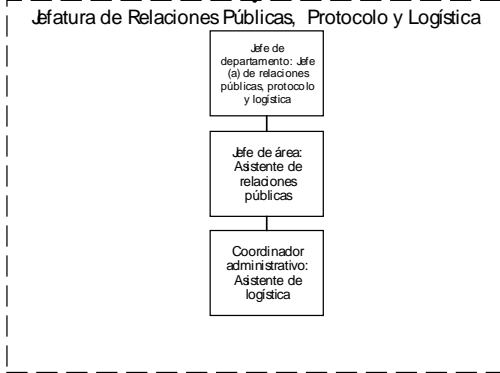 Jefatura de Relaciones Públicas, Protocolo y Logística
Jefe de
departamento: Jefe
(a) de relaciones
públicas, protocolo
y logística
Jefe de área:
Asistente de
relaciones
públicas
Coordinador
administrativo:
Asistente de
logística